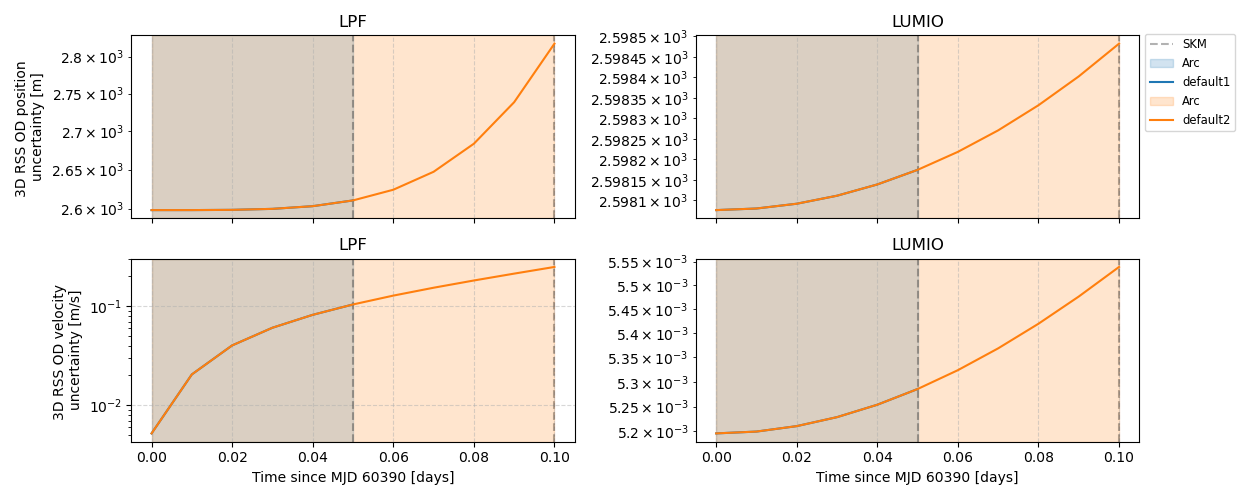 LPF
3D RSS OD position
uncertainty [m]
2.8 × 10³
2.75 × 10³
2.7 × 10³
2.65 × 10³
2.6 × 10³
LUMIO
2.5985 × 10³
2.59845 × 10³
2.5984 × 10³
2.59835 × 10³
2.5983 × 10³
2.59825 × 10³
2.5982 × 10³
2.59815 × 10³
2.5981 × 10³
SKM
Arc
default1
Arc
default2
LPF
3D RSS OD velocity
uncertainty [m/s]
10⁻¹
10⁻²
0.00 0.02 0.04 0.06 0.08 0.10
Time since MJD 60390 [days]
LUMIO
5.55 × 10⁻³
5.5 × 10⁻³
5.45 × 10⁻³
5.4 × 10⁻³
5.35 × 10⁻³
5.3 × 10⁻³
5.25 × 10⁻³
5.2 × 10⁻³
0.00 0.02 0.04 0.06 0.08 0.10
Time since MJD 60390 [days]